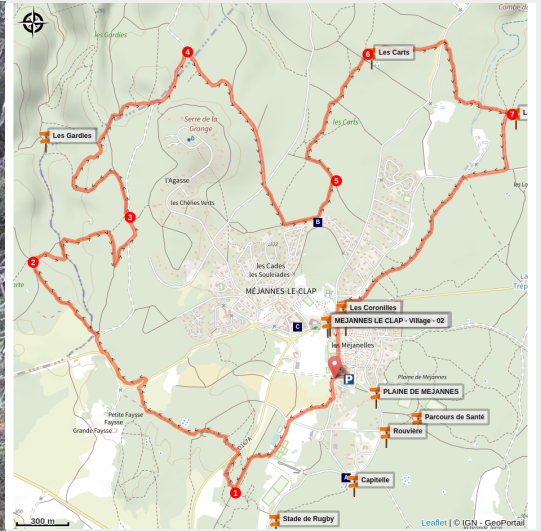 les Gardies
Combe d
4
6
Les Carts
Serre de la
Grange
les Carts
7
L
Les Gardies
l'Agasse
5
les Chênes Verts
3
B
2
les Cades
les Souleiades
MÉJANNES-LE-CLAP
Les Coronilles
MEJANNES LE CLAP - Village - 02
C
les Méjanelles
P
Plaine de Méjannes
PLAINE DE MEJANNES
Petite Faysse
Faysse
Grande Faysse
Parcours de Santé
Rouvière
D167A
A
Capitelle
1
Stade de Rugby
300 m
Leaflet | © IGN - GeoPortail